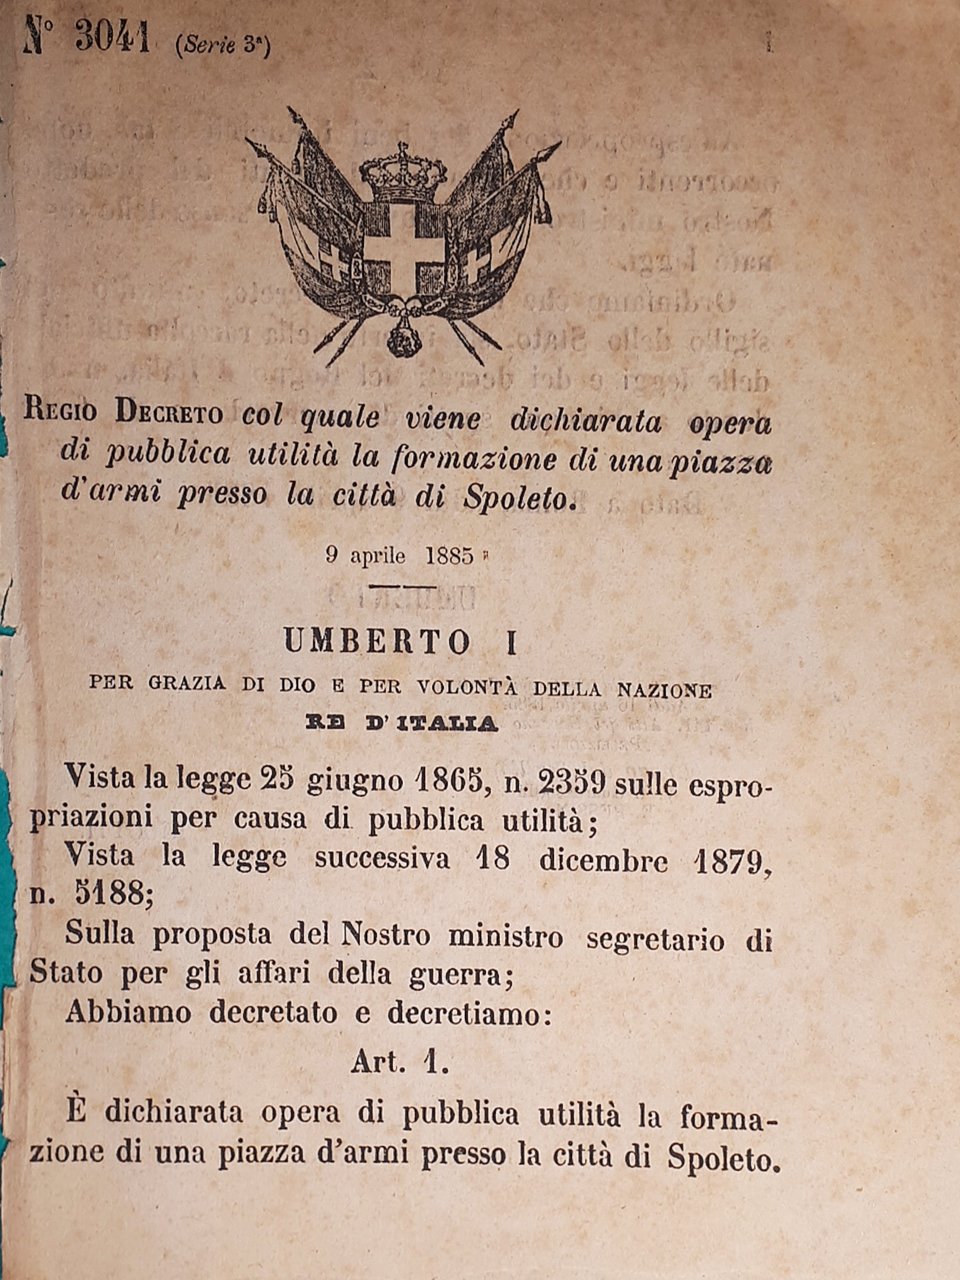 N° 3041 (Serie 3ª) 1
REGIO DECRETO col quale viene dichiarata opera
di pubblica utilità la formazione di una piazza
d'armi presso la città di Spoleto.
9 aprile 1885
UMBERTO I
PER GRAZIA DI DIO E PER VOLONTÀ DELLA NAZIONE
RE D'ITALIA
Vista la legge 25 giugno 1865, n. 2359 sulle espro-
priazioni per causa di pubblica utilità;
Vista la legge successiva 18 dicembre 1879,
n. 5188;
Sulla proposta del Nostro ministro segretario di
Stato per gli affari della guerra;
Abbiamo decretato e decretiamo:
Art. 1.
È dichiarata opera di pubblica utilità la forma-
zione di una piazza d'armi presso la città di Spoleto.